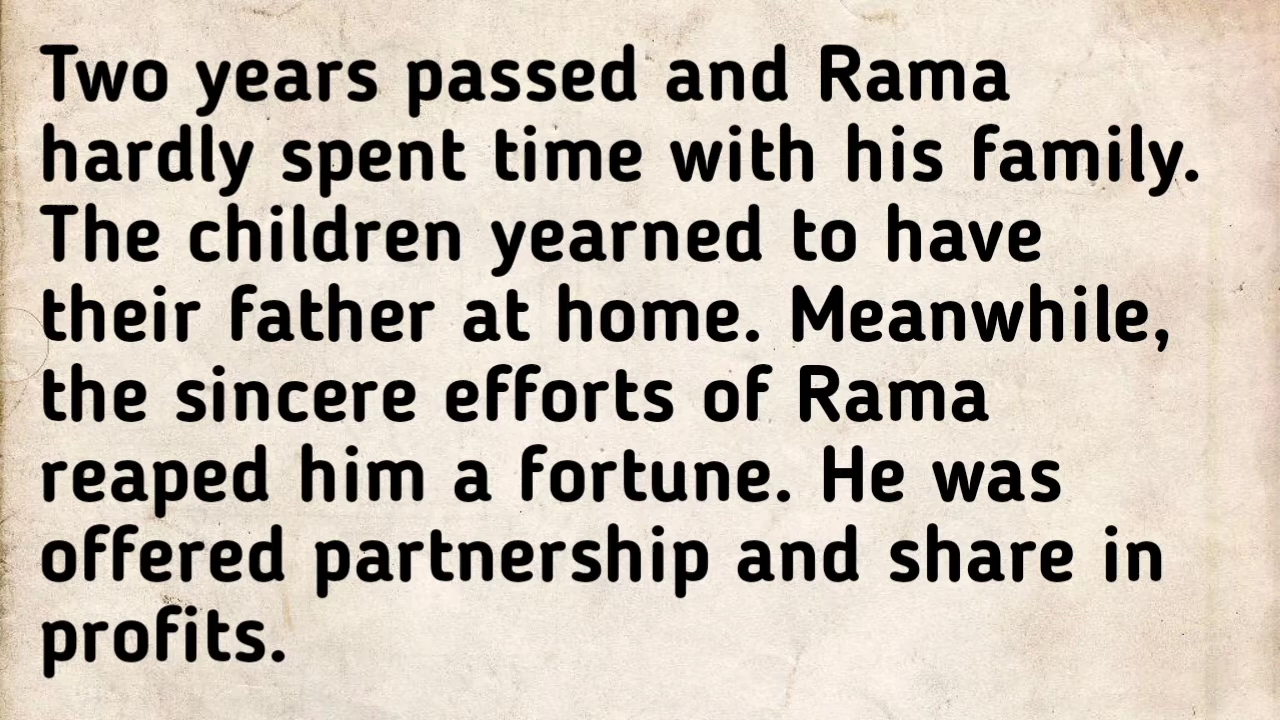 Two years passed and Rama
hardly spent time with his family.
The children yearned to have
their father at home. Meanwhile,
the sincere efforts of Rama
reaped him a fortune. He was
offered partnership and share in
profits.